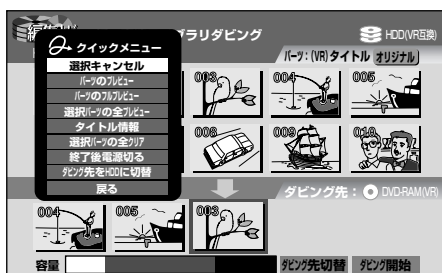 編集ナビ
グラリダビング
HDD(VR互換)
クイックメニュー
パーツ:(VR)タイトル オリジナル
選択キャンセル
パーツのプレビュー
パーツのフルプレビュー
選択パーツの全プレビュー
タイトル情報
選択パーツの全クリア
終了後電源切る
ダビング先をHDDに切替
戻る
003
004
005
008
009
010
ダビング先: DVD-RAM(VR)
004
005
003
容量
ダビング先切替
ダビング開始